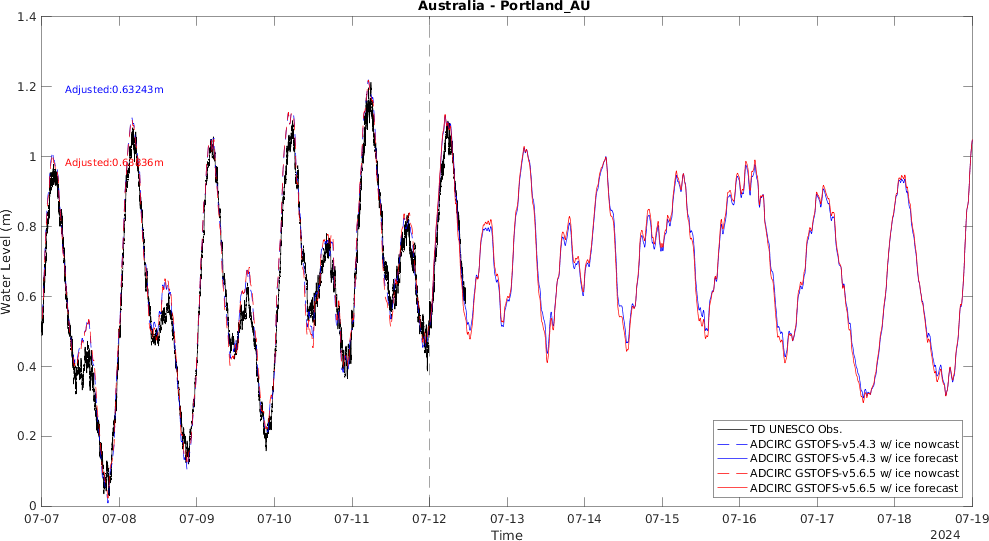 Australia - Portland_AU
1.4
1.2
1
0.8
0.6
0.4
0.2
0
Water Level (m)
Adjusted:0.63243m
TD UNESCO Obs.
ADCIRC GSTOFS-v5.4.3 w/ ice nowcast
ADCIRC GSTOFS-v5.4.3 w/ ice forecast
ADCIRC GSTOFS-v5.6.5 w/ ice nowcast
ADCIRC GSTOFS-v5.6.5 w/ ice forecast
07-07 07-08 07-09 07-10 07-11 07-12 07-13 07-14 07-15 07-16 07-17 07-18 07-19
Time
2024